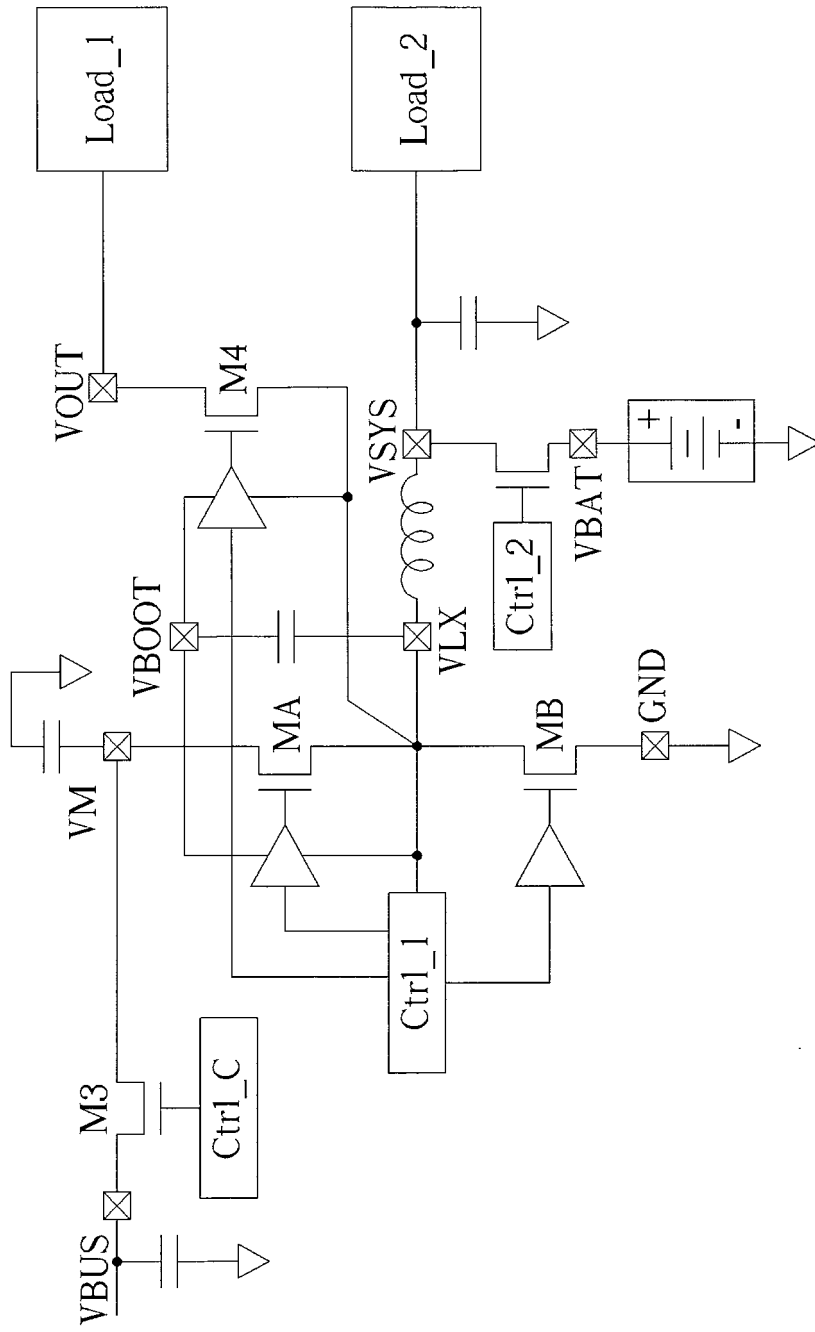 VBUS
M3
Ctrl_C
VM
VBOOT
VOUT
Load_1
MA
M4
Ctrl_1
VLX
VSYS
Load_2
MB
Ctrl_2
VBAT
+
-
GND